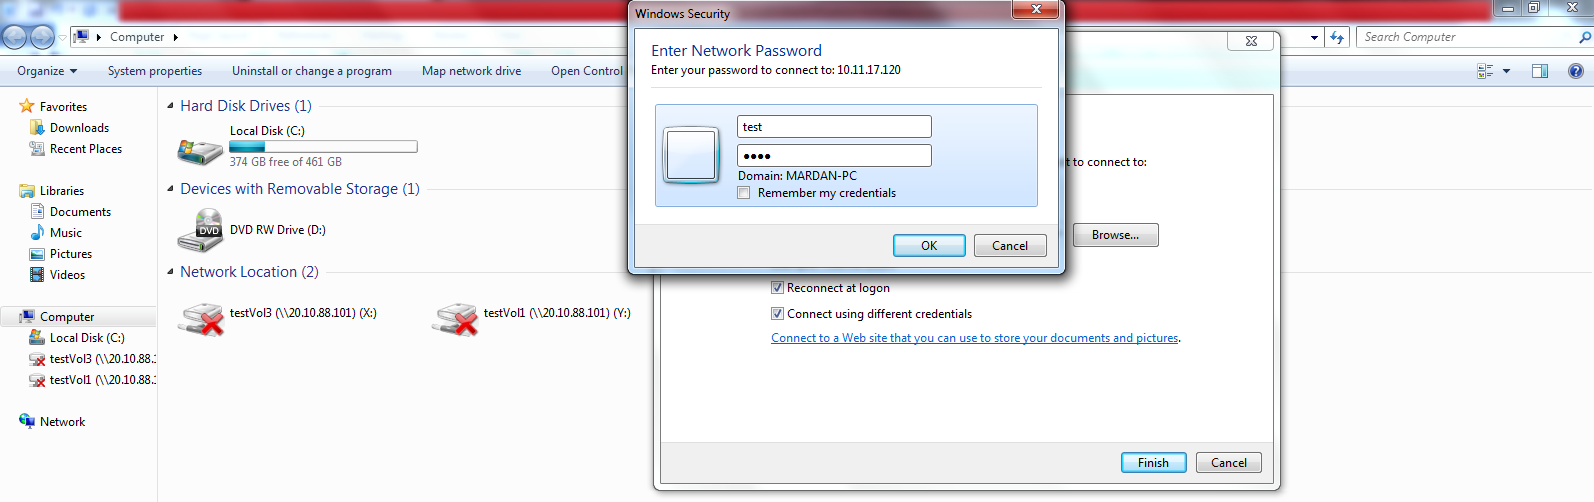 Windows Security
Computer
Search Computer
Organize
System properties
Uninstall or change a program
Map network drive
Open Control
Enter Network Password
Enter your password to connect to: 10.11.17.120
test
Domain: MARDAN-PC
Remember my credentials
OK
Cancel
t to connect to:
Browse...
Reconnect at logon
Connect using different credentials
Connect to a Web site that you can use to store your documents and pictures.
Finish
Cancel
Favorites
Downloads
Recent Places
Libraries
Documents
Music
Pictures
Videos
Computer
Local Disk (C:)
testVol3 (\\20.10.88.
testVol1 (\\20.10.88.
Network
Hard Disk Drives (1)
Local Disk (C:)
374 GB free of 461 GB
Devices with Removable Storage (1)
DVD
DVD RW Drive (D:)
Network Location (2)
testVol3 (\\20.10.88.101) (X:)
testVol1 (\\20.10.88.101) (Y:)